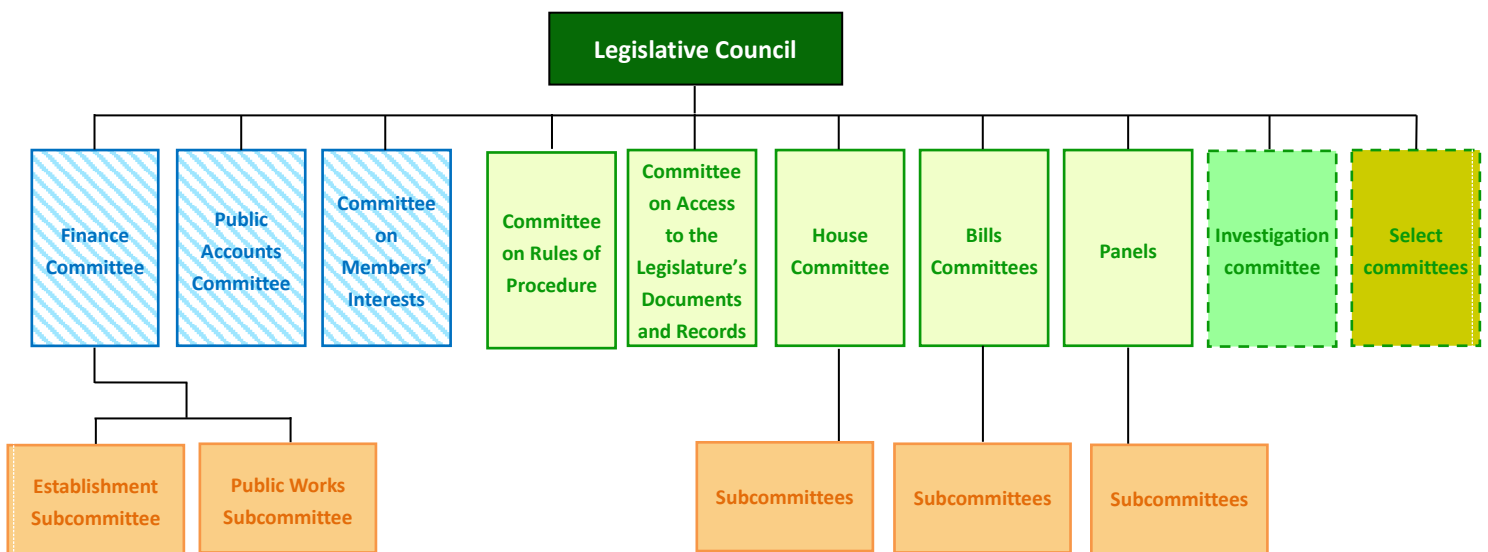 Legislative Council
Finance
Committee
Public
Accounts
Committee
Committee
on
Members’
Interests
Committee
on Rules of
Procedure
Committee
on Access
to the
Legislature’s
Documents
and Records
House
Committee
Bills
Committees
Panels
Investigation
committee
Select
committees
Establishment
Subcommittee
Public Works
Subcommittee
Subcommittees
Subcommittees
Subcommittees